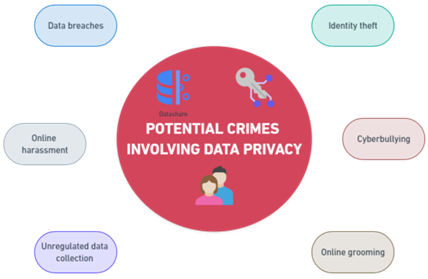 Data breaches
Identity theft
Datashare
POTENTIAL CRIMES
INVOLVING DATA PRIVACY
Online
harassment
Cyberbullying
Unregulated data
collection
Online grooming